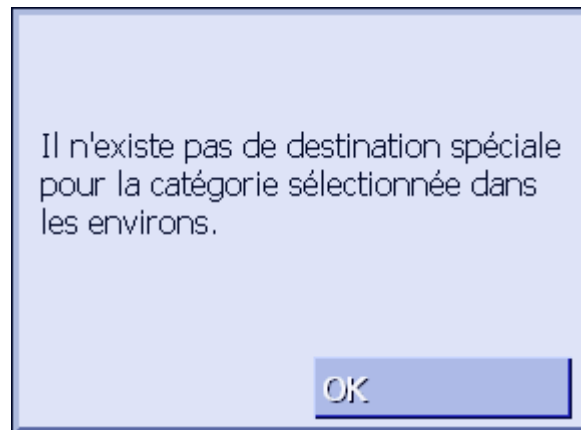 Il n'existe pas de destination spéciale
pour la catégorie sélectionnée dans
les environs.
OK